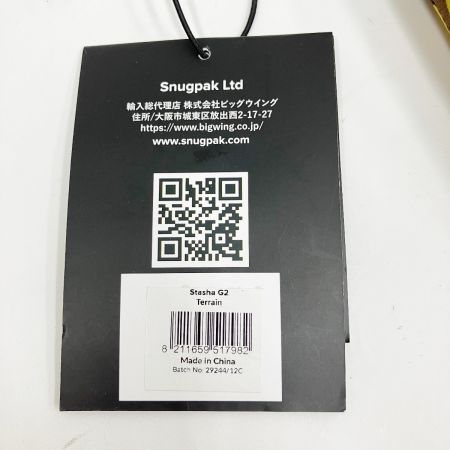 Snugpak Ltd
輸入総代理店 株式会社ビッグウイング
住所/大阪市城東区放出西2-17-27
https://www.bigwing.co.jp/
www.snugpak.com
Stasha G2
Terrain
8 211659 517982
Made in China
Batch No: 29244/12C